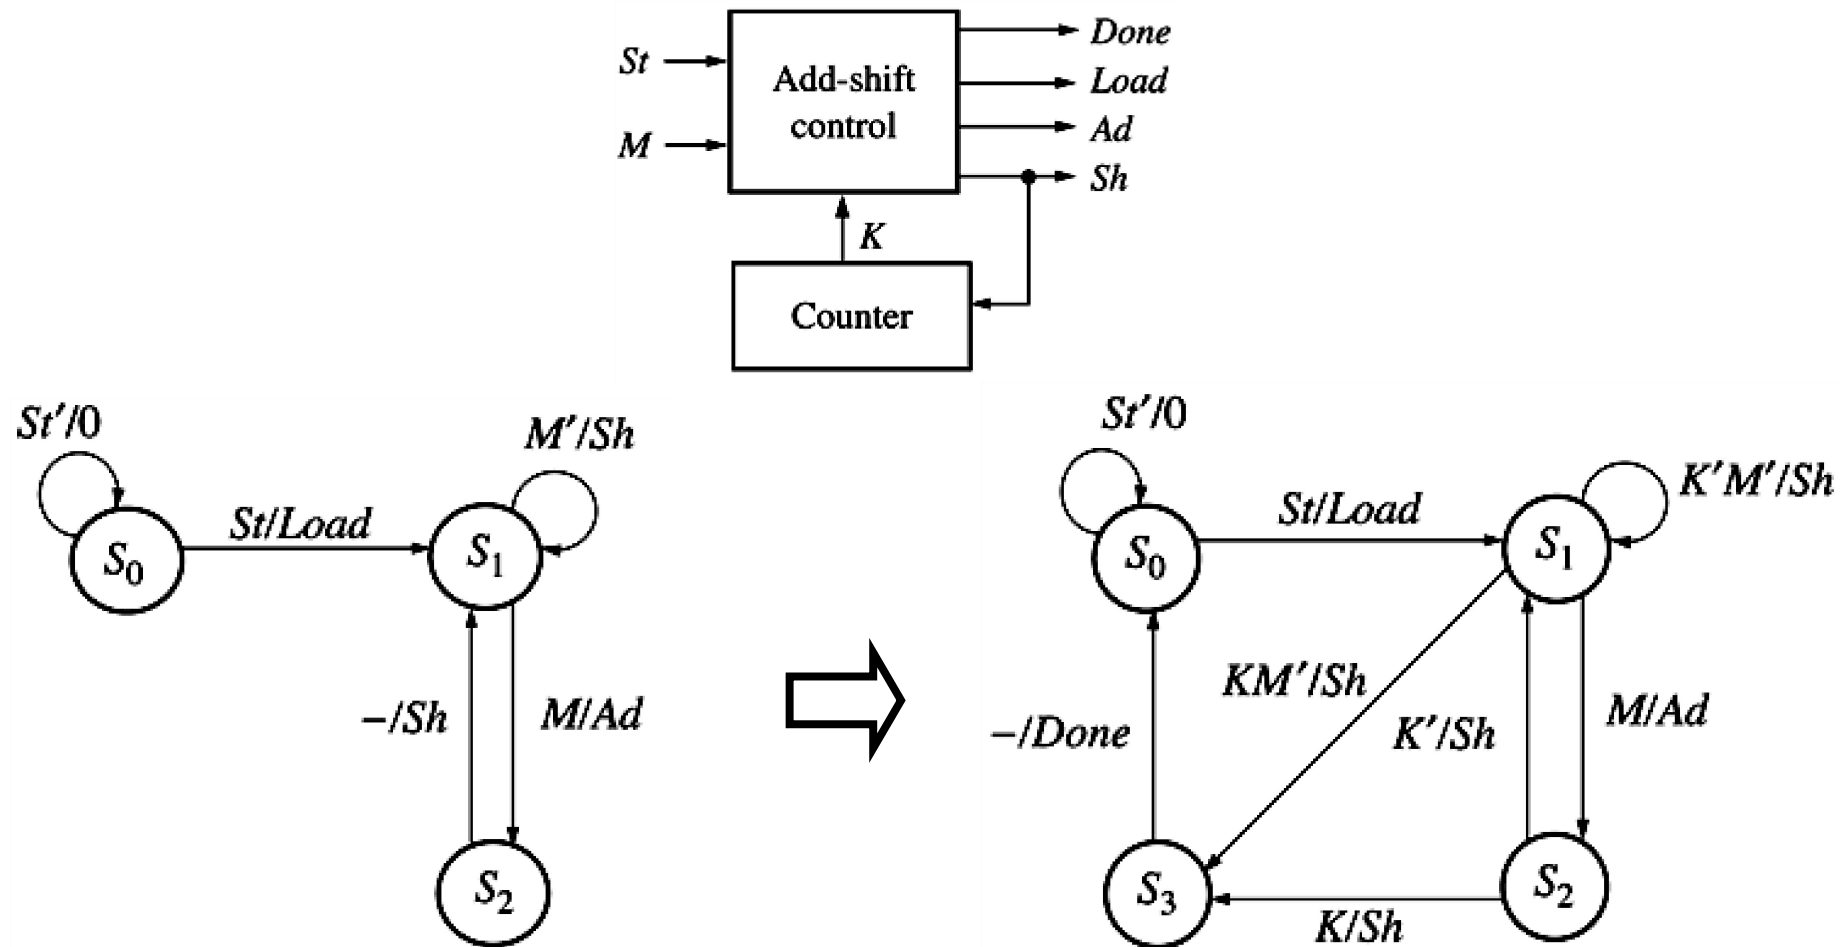 Done
St
Add-shift
control
Load
Ad
M
Sh
K
Counter
St′/0
M′/Sh
S₀
St/Load
S₁
–/Sh
M/Ad
S₂
St′/0
K′M′/Sh
S₀
St/Load
S₁
KM′/Sh
–/Done
K′/Sh
M/Ad
S₃
S₂
K/Sh